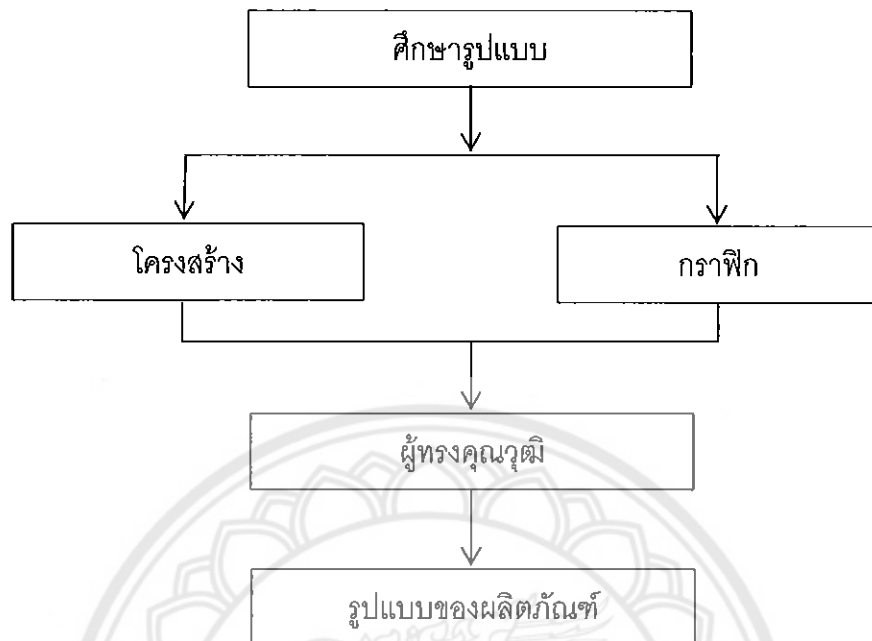 ศึกษารูปแบบ
โครงสร้าง
กราฟิก
ผู้ทรงคุณวุฒิ
รูปแบบของผลิตภัณฑ์